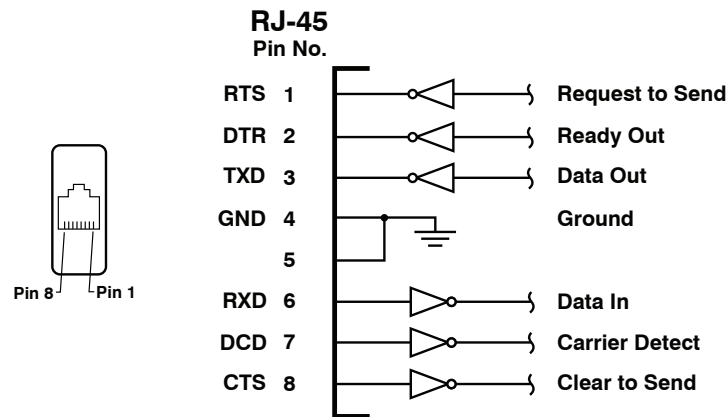 RJ-45
Pin No.
RTS 1 Request to Send
DTR 2 Ready Out
TXD 3 Data Out
GND 4 Ground
5
RXD 6 Data In
DCD 7 Carrier Detect
CTS 8 Clear to Send
Pin 8 Pin 1